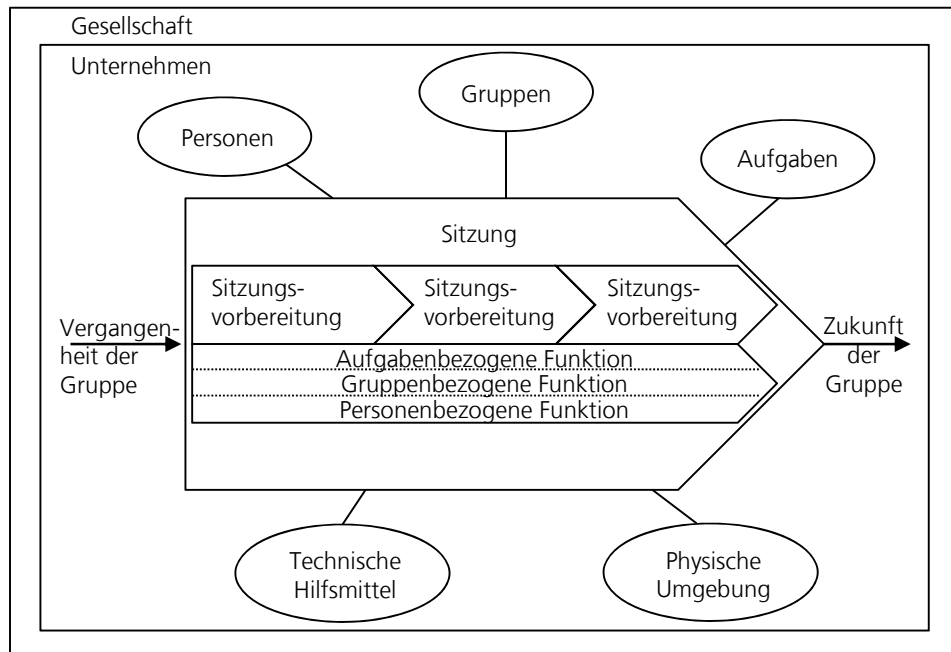 Gesellschaft
Unternehmen
Gruppen
Personen
Aufgaben
Sitzung
Sitzungs-
vorbereitung
Sitzungs-
vorbereitung
Sitzungs-
vorbereitung
Vergangen-
heit der
Gruppe
Zukunft
der
Gruppe
Aufgabenbezogene Funktion
Gruppenbezogene Funktion
Personenbezogene Funktion
Technische
Hilfsmittel
Physische
Umgebung